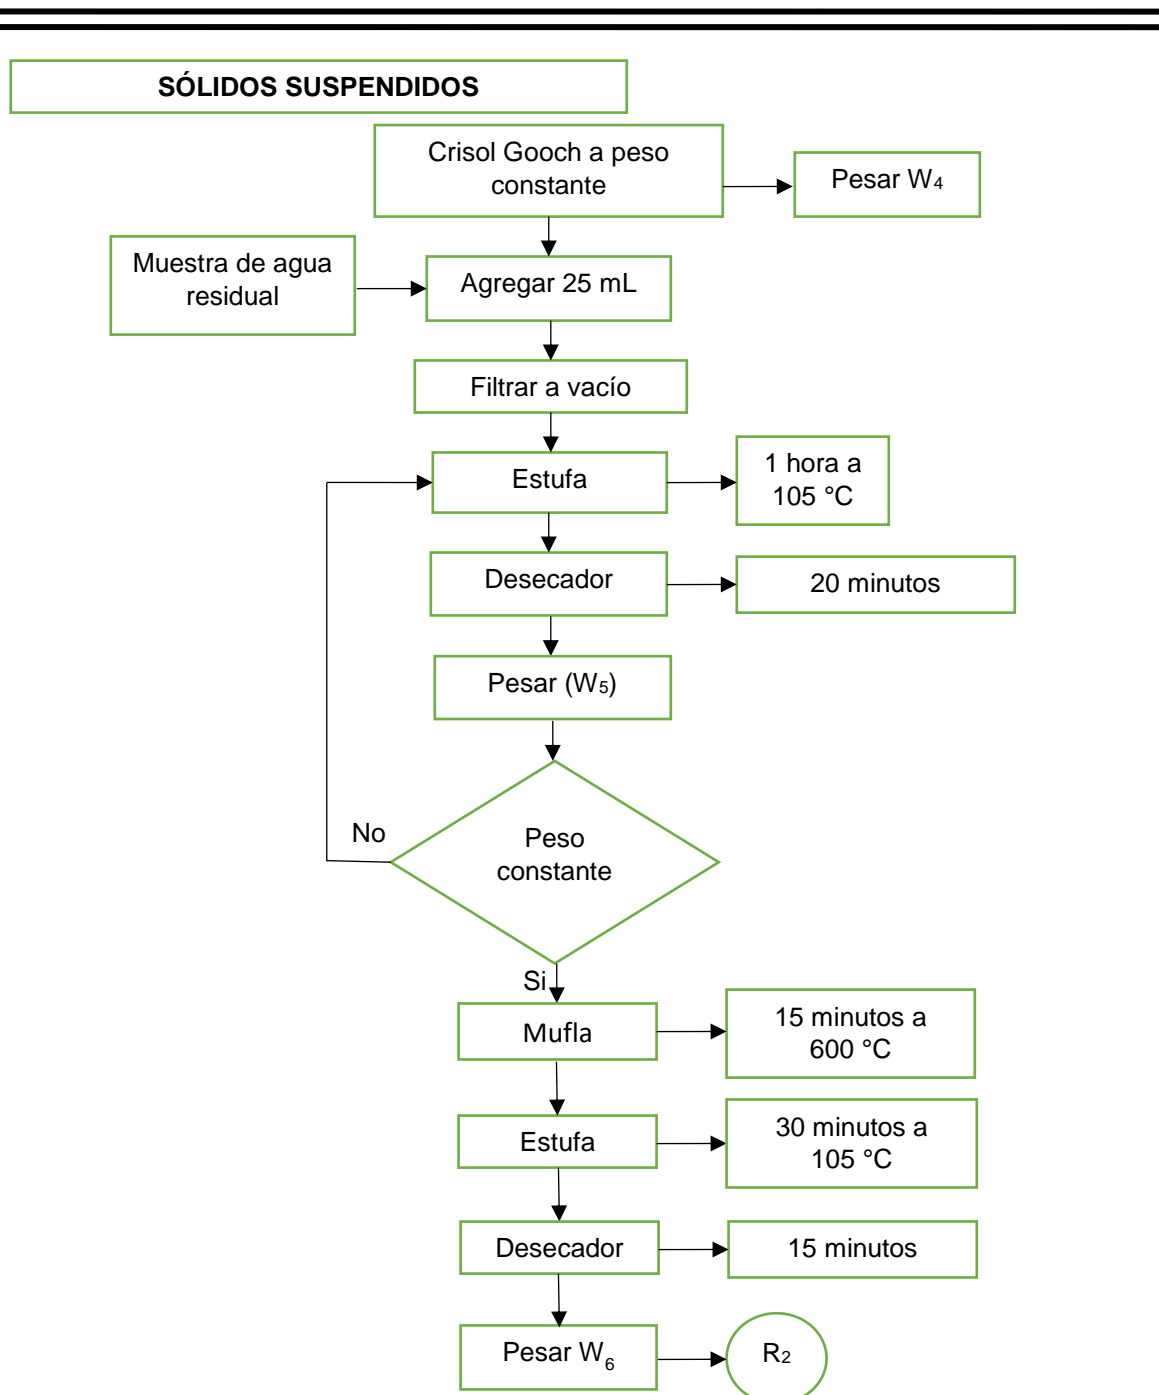 SÓLIDOS SUSPENDIDOS
Crisol Gooch a peso
constante
Pesar W4
Muestra de agua
residual
Agregar 25 mL
Filtrar a vacío
Estufa
1 hora a
105 °C
Desecador
20 minutos
Pesar (W5)
No
Peso
constante
Si
Mufla
15 minutos a
600 °C
Estufa
30 minutos a
105 °C
Desecador
15 minutos
Pesar W6
R2